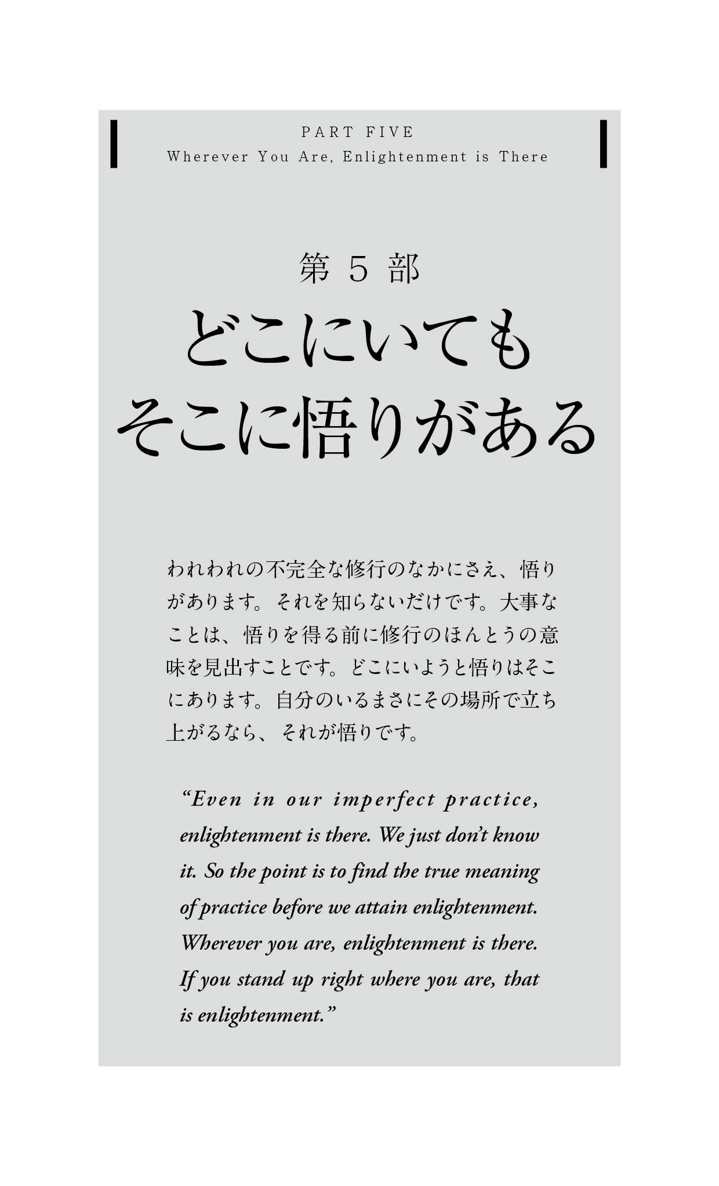 PART FIVE
Wherever You Are, Enlightenment is There
第5部
どこにいても
そこに悟りがある
われわれの不完全な修行のなかにさえ、悟り
があります。それを知らないだけです。大事な
ことは、悟りを得る前に修行のほんとうの意
味を見出すことです。どこにいようと悟りはそこ
にあります。自分のいるまさにその場所で立ち
上がるなら、それが悟りです。
“Even in our imperfect practice,
enlightenment is there. We just don’t know
it. So the point is to find the true meaning
of practice before we attain enlightenment.
Wherever you are, enlightenment is there.
If you stand up right where you are, that
is enlightenment.”